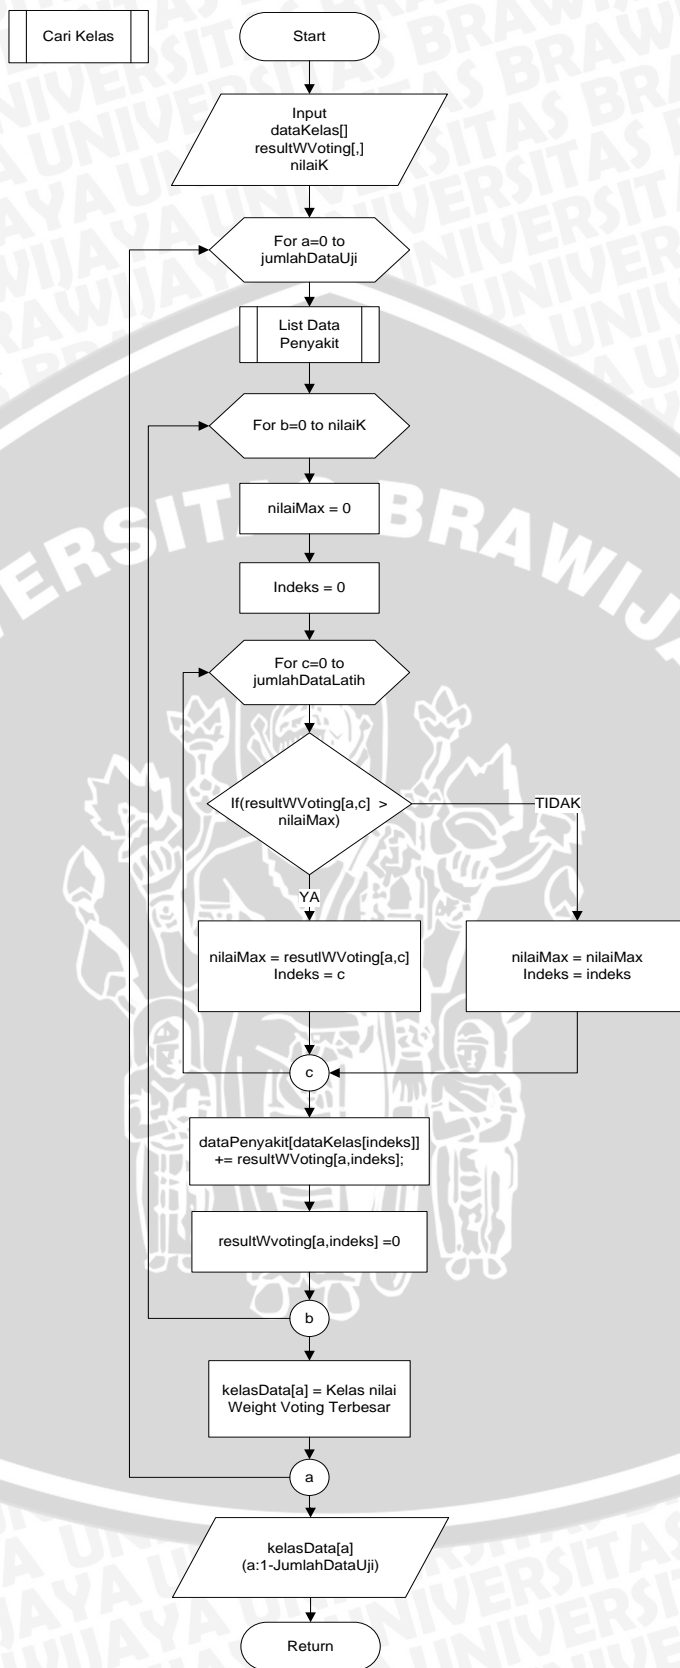 Cari Kelas
Start
Input
dataKelas[]
resultWVoting[,]
nilaiK
For a=0 to
jumlahDataUji
List Data
Penyakit
For b=0 to nilaiK
nilaiMax = 0
Indeks = 0
For c=0 to
jumlahDataLatih
If(resultWVoting[a,c] >
nilaiMax)
TIDAK
YA
nilaiMax = resutlWVoting[a,c]
Indeks = c
nilaiMax = nilaiMax
Indeks = indeks
c
dataPenyakit[dataKelas[indeks]]
+= resultWVoting[a,indeks];
resultWvoting[a,indeks] =0
b
kelasData[a] = Kelas nilai
Weight Voting Terbesar
a
kelasData[a]
(a:1-JumlahDataUji)
Return